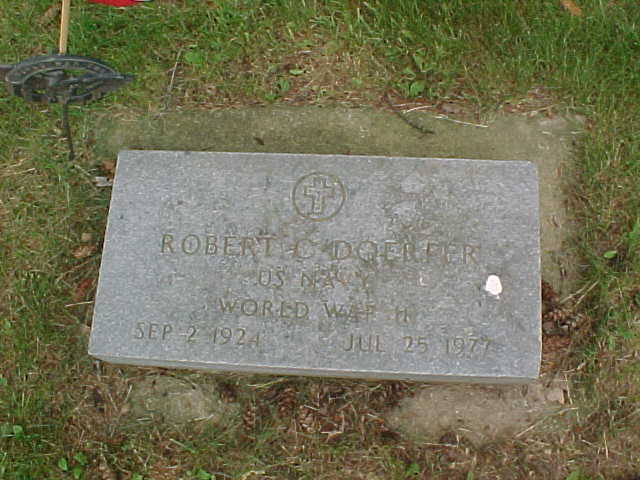 ROBERT C DOERFER
US NAVY
WORLD WAR II
SEP 2 1924 JUL 25 1977